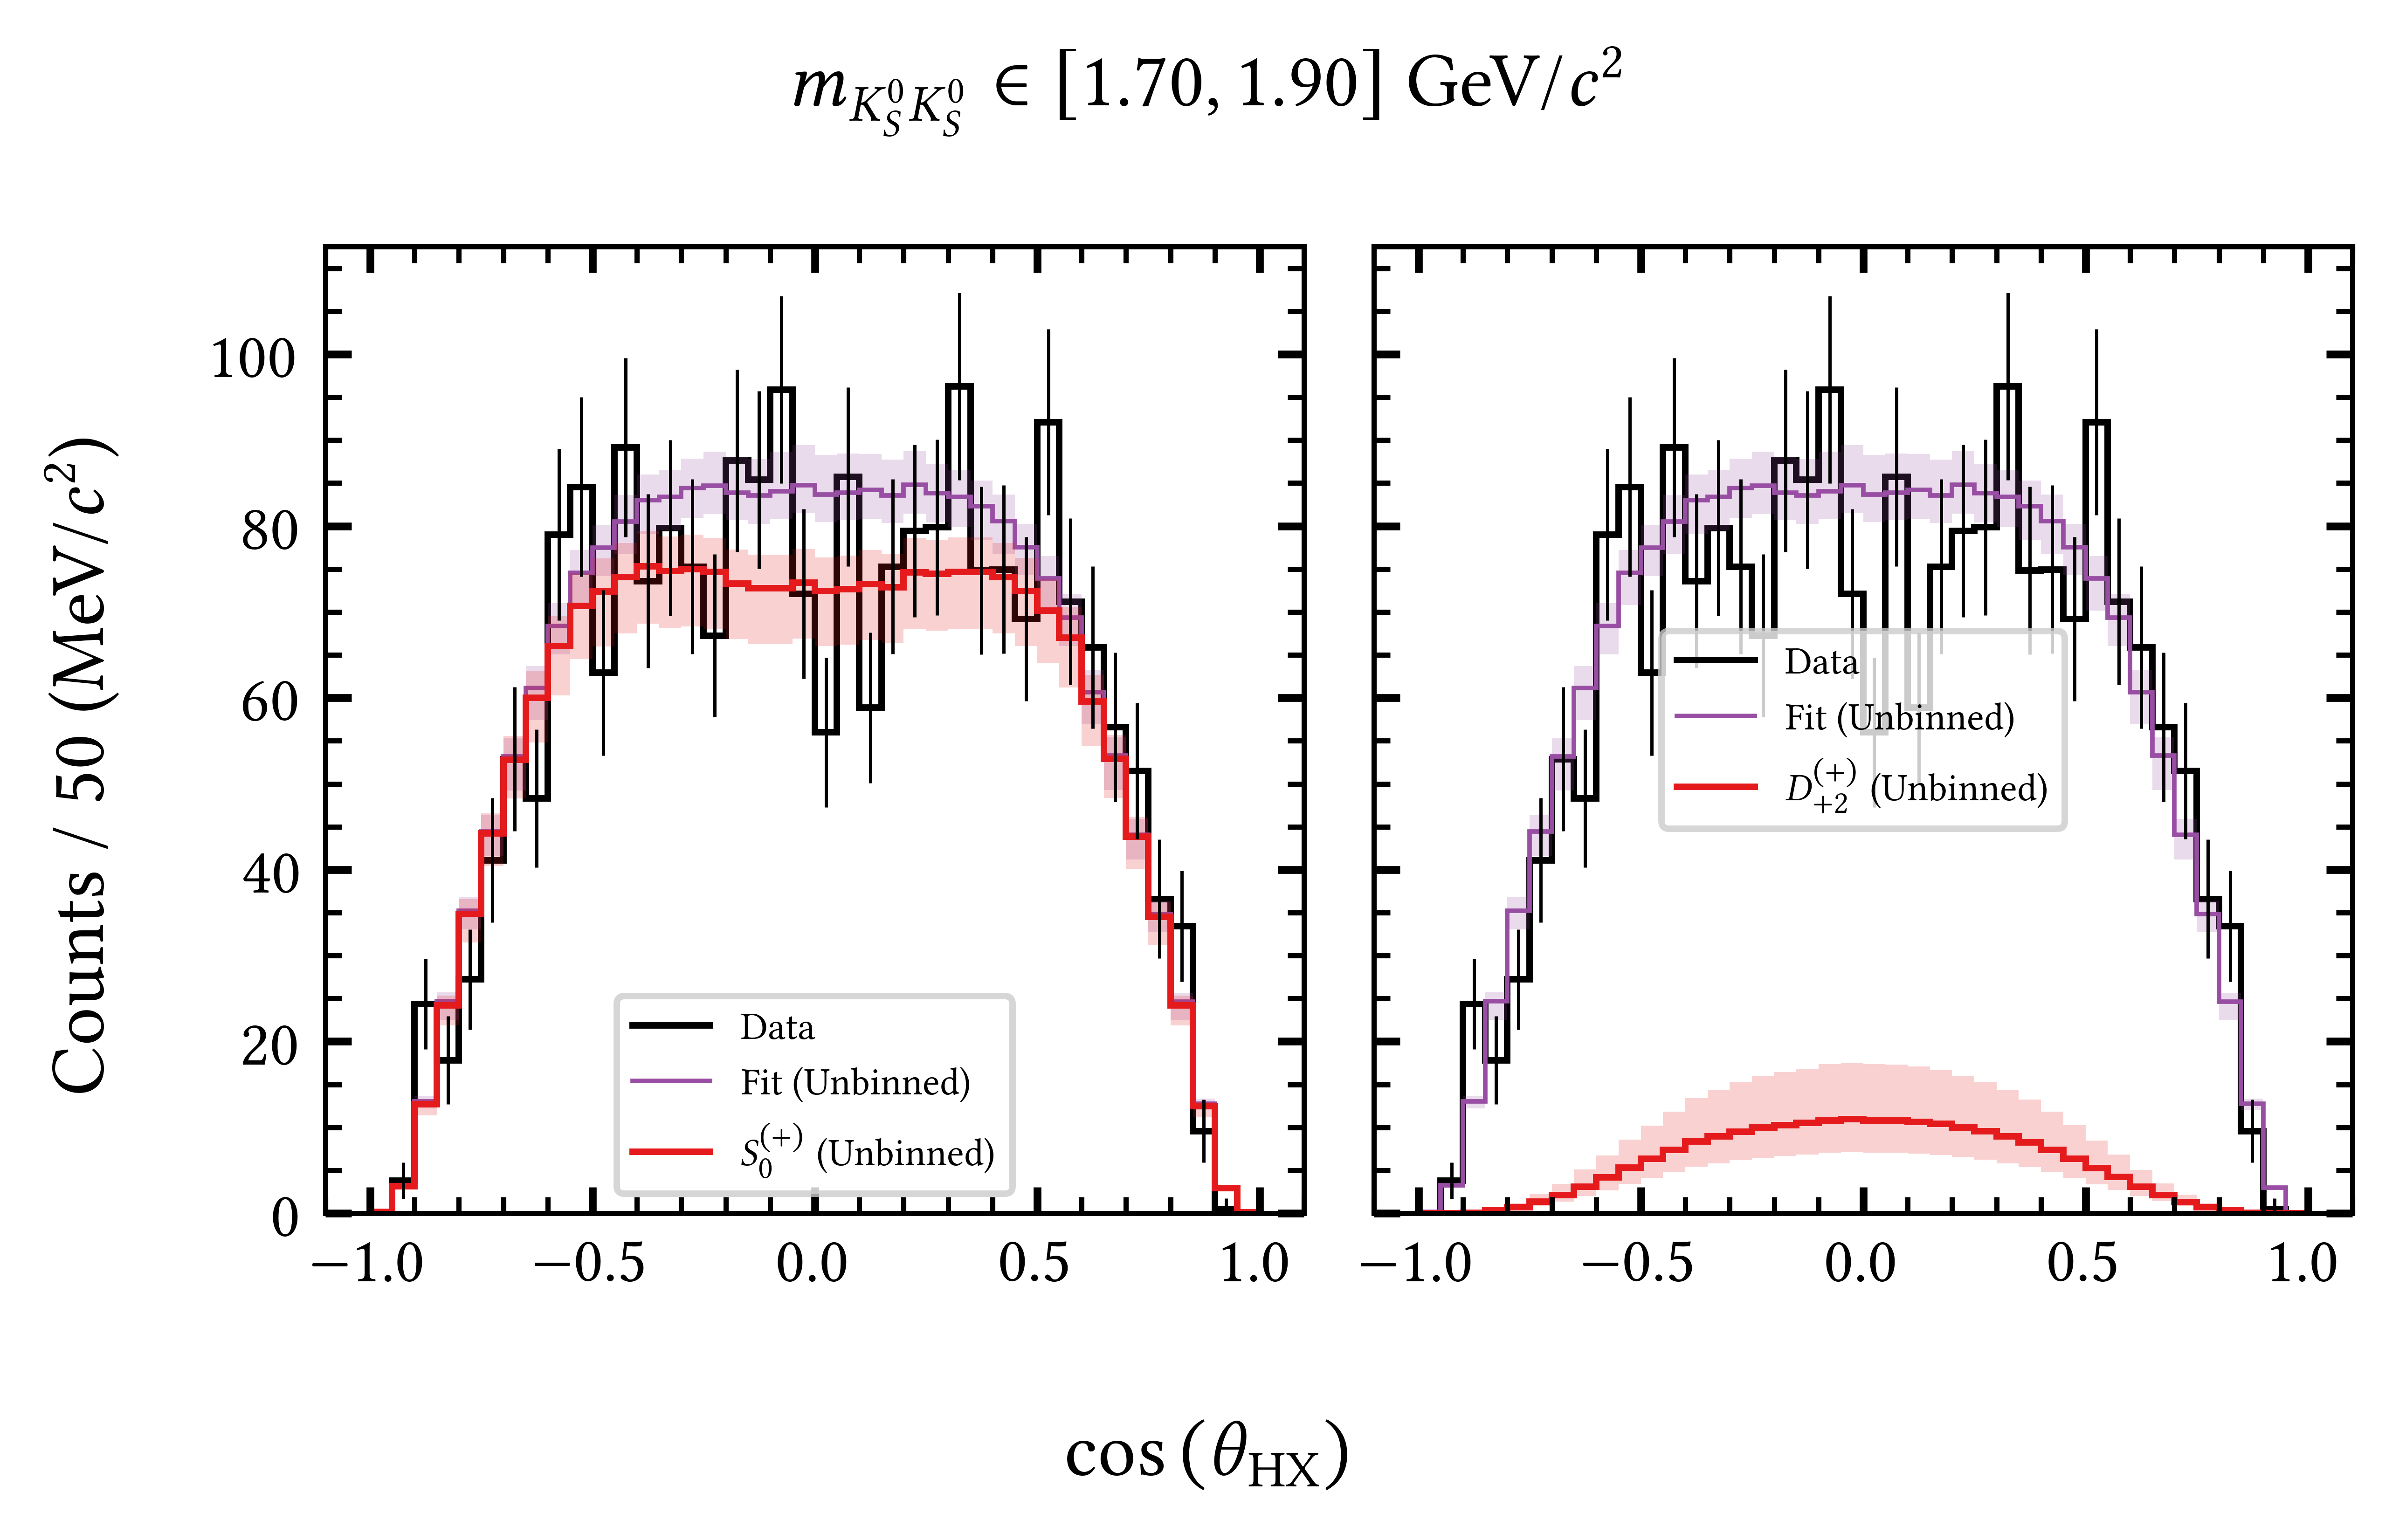 $m_{K_S^0 K_S^0} \in [1.70, 1.90]$ GeV/$c^2$
Counts / 50 (MeV/$c^2$)
100
80
60
40
20
0
Data
Fit (Unbinned)
$S_0^{(+)}$ (Unbinned)
−1.0 −0.5 0.0 0.5 1.0
Data
Fit (Unbinned)
$D_{+2}^{(+)}$ (Unbinned)
−1.0 −0.5 0.0 0.5 1.0
cos ($\theta_{\mathrm{HX}}$)